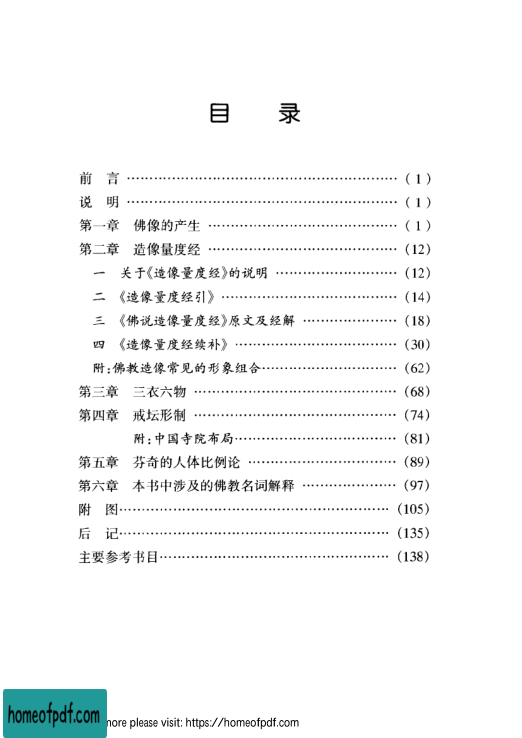 目 录
前 言 ……………………………………………… ( 1 )
说 明 ……………………………………………… ( 1 )
第一章 佛像的产生 ……………………………… ( 1 )
第二章 造像量度经 ……………………………… (12)
一 关于《造像量度经》的说明 …………………… (12)
二 《造像量度经引》 ……………………………… (14)
三 《佛说造像量度经》原文及经解 ……………… (18)
四 《造像量度经续补》 …………………………… (30)
附:佛教造像常见的形象组合 ……………………… (62)
第三章 三衣六物 ………………………………… (68)
第四章 戒坛形制 ………………………………… (74)
附:中国寺院布局 ………………………………… (81)
第五章 芬奇的人体比例论 ……………………… (89)
第六章 本书中涉及的佛教名词解释 …………… (97)
附 图 ……………………………………………… (105)
后 记 ……………………………………………… (135)
主要参考书目 …………………………………… (138)
homeofpdf.com
more please visit: https://homeofpdf.com